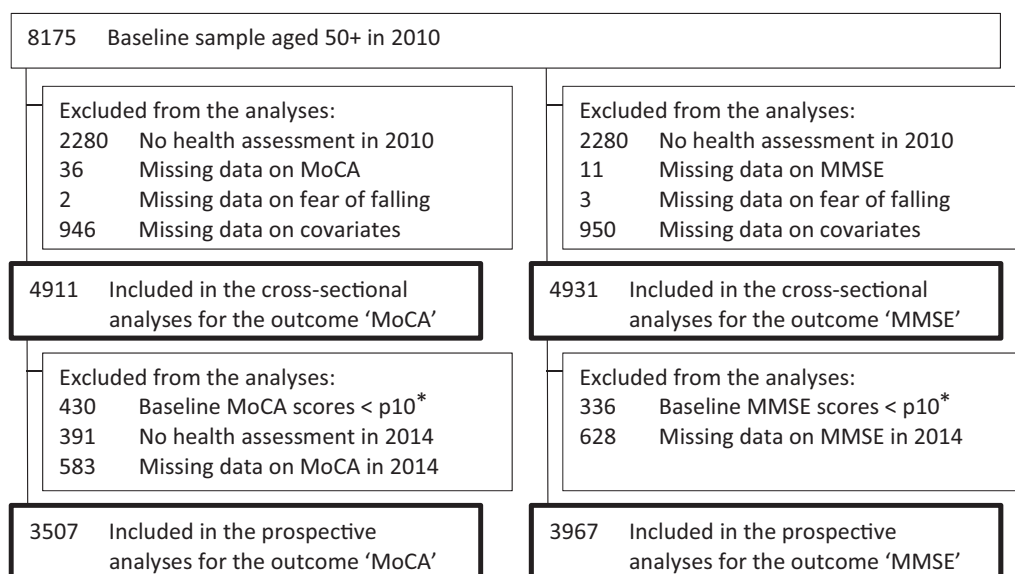 8175 Baseline sample aged 50+ in 2010
Excluded from the analyses:
2280 No health assessment in 2010
36 Missing data on MoCA
2 Missing data on fear of falling
946 Missing data on covariates
Excluded from the analyses:
2280 No health assessment in 2010
11 Missing data on MMSE
3 Missing data on fear of falling
950 Missing data on covariates
4911 Included in the cross-sectional
analyses for the outcome ‘MoCA’
4931 Included in the cross-sectional
analyses for the outcome ‘MMSE’
Excluded from the analyses:
430 Baseline MoCA scores < p10*
391 No health assessment in 2014
583 Missing data on MoCA in 2014
Excluded from the analyses:
336 Baseline MMSE scores < p10*
628 Missing data on MMSE in 2014
3507 Included in the prospective
analyses for the outcome ‘MoCA’
3967 Included in the prospective
analyses for the outcome ‘MMSE’